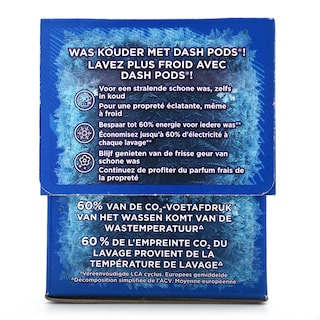 WAS KOUDER MET DASH PODS®!
LAVEZ PLUS FROID AVEC
DASH PODS®!
Voor een stralende schone was, zelfs
in koud
Pour une propreté éclatante, même
à froid
Bespaar tot 60% energie voor iedere was**
Économisez jusqu'à 60% d'électricité à
chaque lavage**
Blijf genieten van de frisse geur van
schone was
Continuez de profiter du parfum frais de
la propreté
60% VAN DE CO₂-VOETAFDRUK
VAN HET WASSEN KOMT VAN DE
WASTEMPERATUUR^
60 % DE L'EMPREINTE CO₂ DU
LAVAGE PROVIENT DE LA
TEMPÉRATURE DE LAVAGE^
^Vereenvoudigde LCA cyclus. Europees gemiddelde
^Décomposition simplifiée de l'ACV. Moyenne européenne